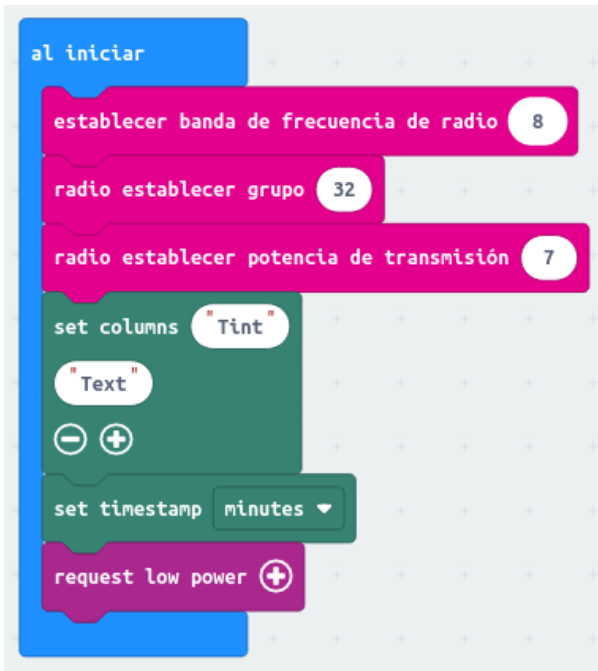 al iniciar
establecer banda de frecuencia de radio 8
radio establecer grupo 32
radio establecer potencia de transmisión 7
set columns "Tint"
"Text"
set timestamp minutes
request low power